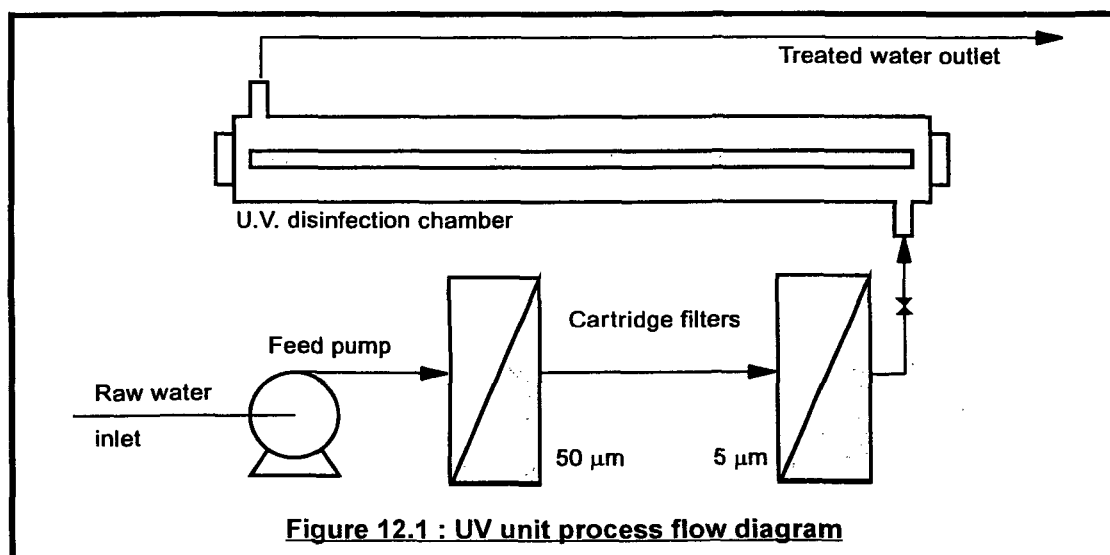 Treated water outlet
U.V. disinfection chamber
Cartridge filters
Feed pump
Raw water
inlet
50 μm
5 μm
Figure 12.1 : UV unit process flow diagram